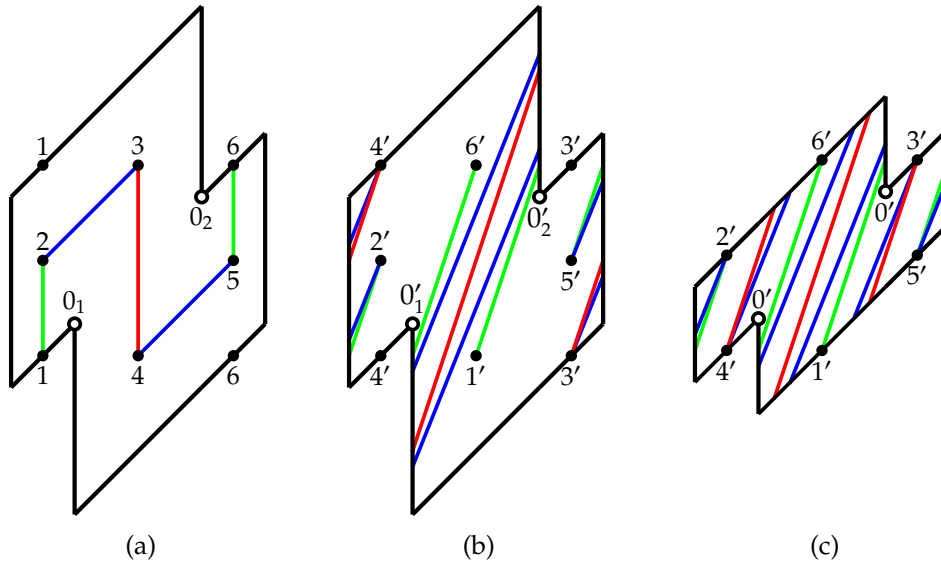 1 3 6
0₂
2 5
0₁
1 4 6
(a)
4′ 6′ 3′
0′₂
2′ 5′
0′₁
4′ 1′ 3′
(b)
6′ 3′
0′
2′ 5′
0′
4′ 1′
(c)